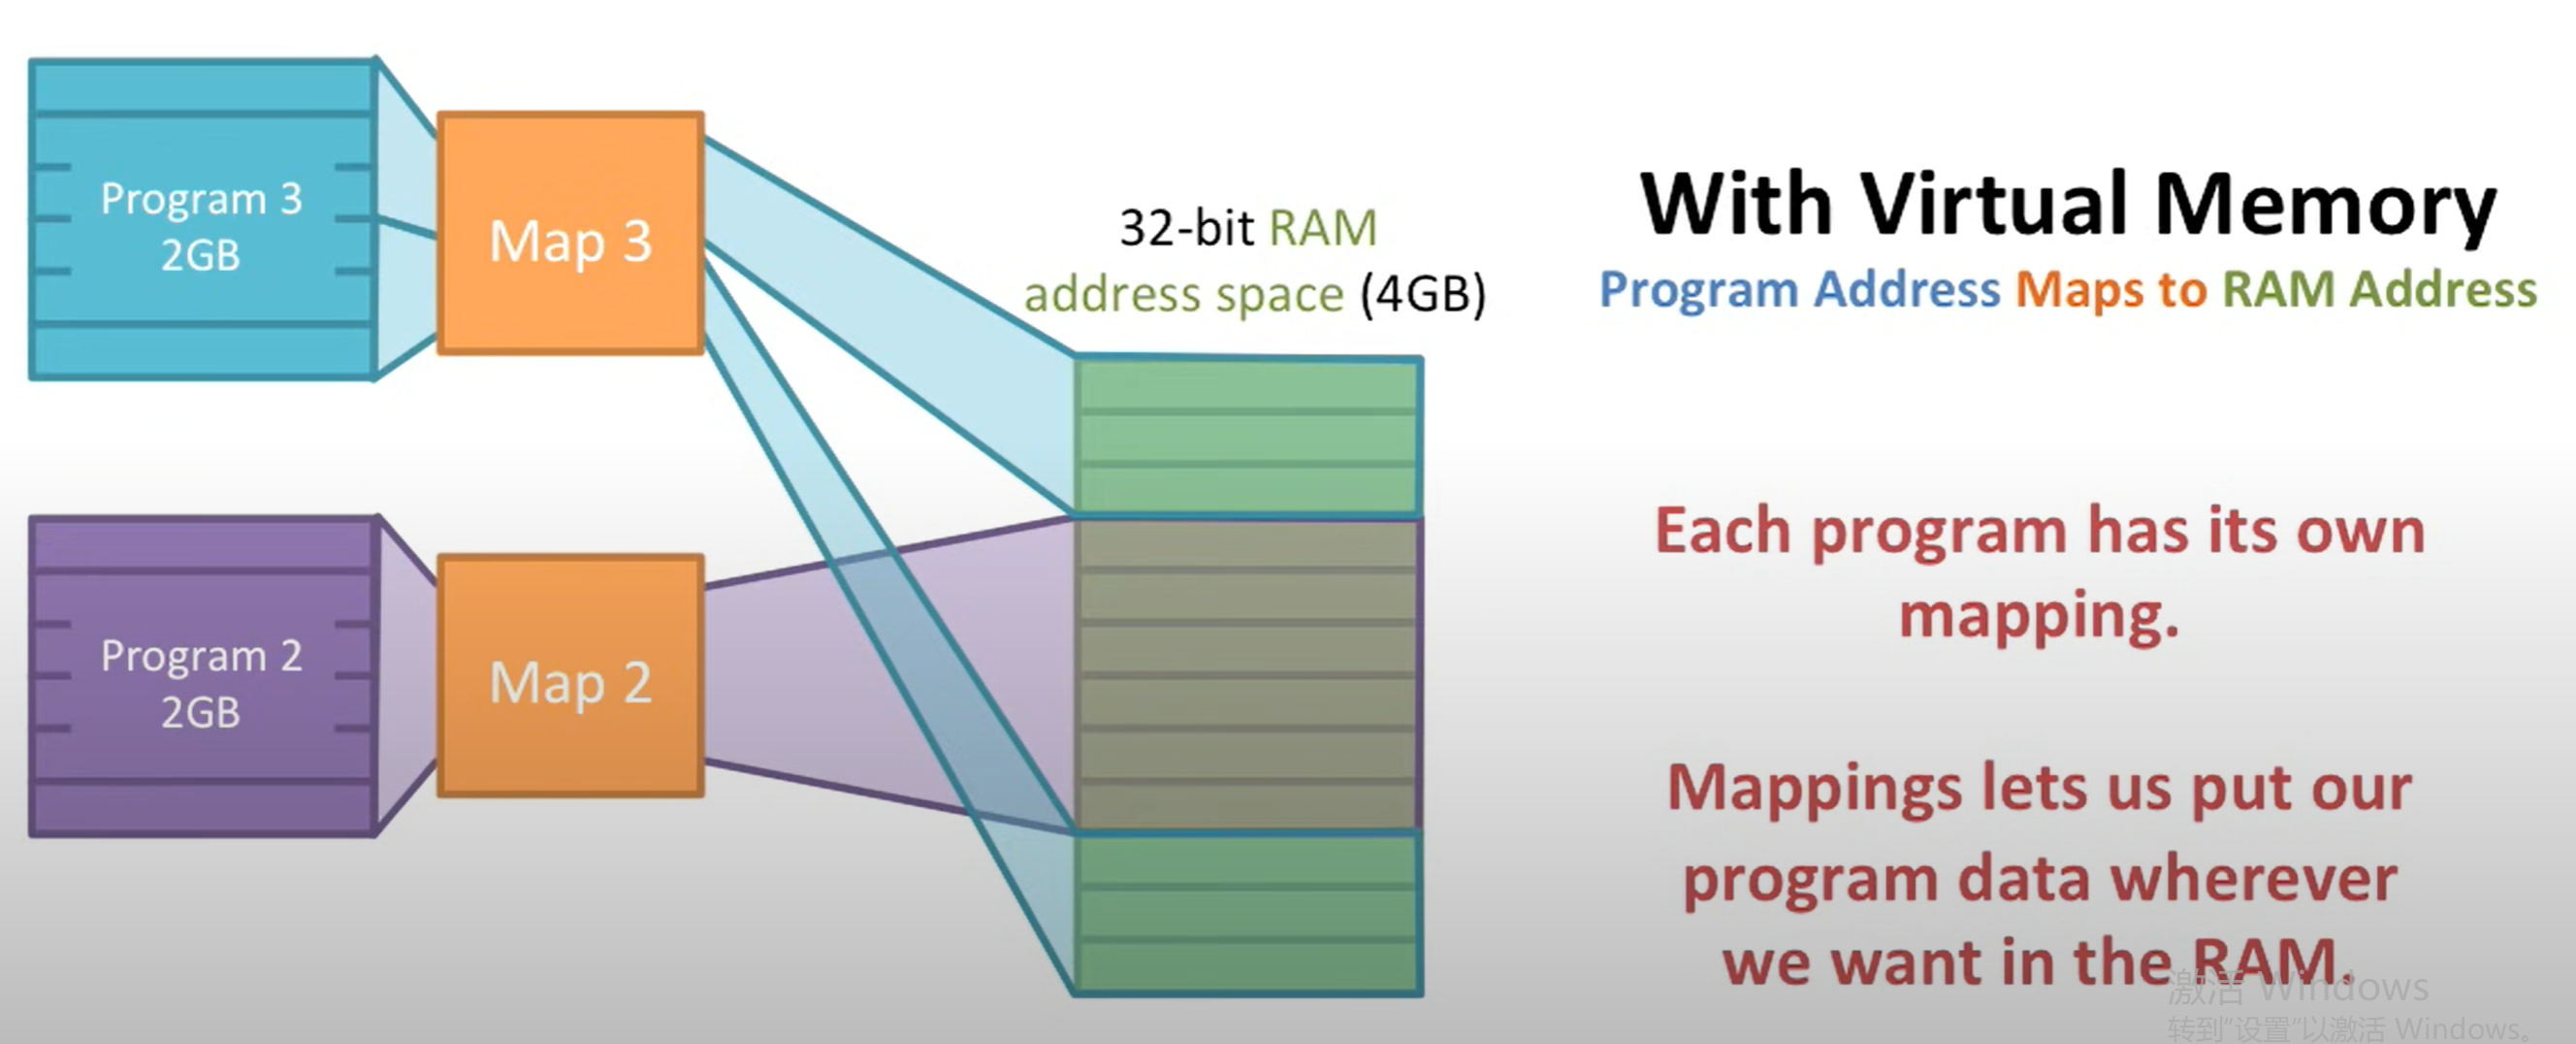 Program 3
2GB
Map 3
Program 2
2GB
Map 2
32-bit RAM
address space (4GB)
With Virtual Memory
Program Address Maps to RAM Address
Each program has its own
mapping.
Mappings lets us put our
program data wherever
we want in the RAM.
激活 Windows
转到“设置”以激活 Windows。